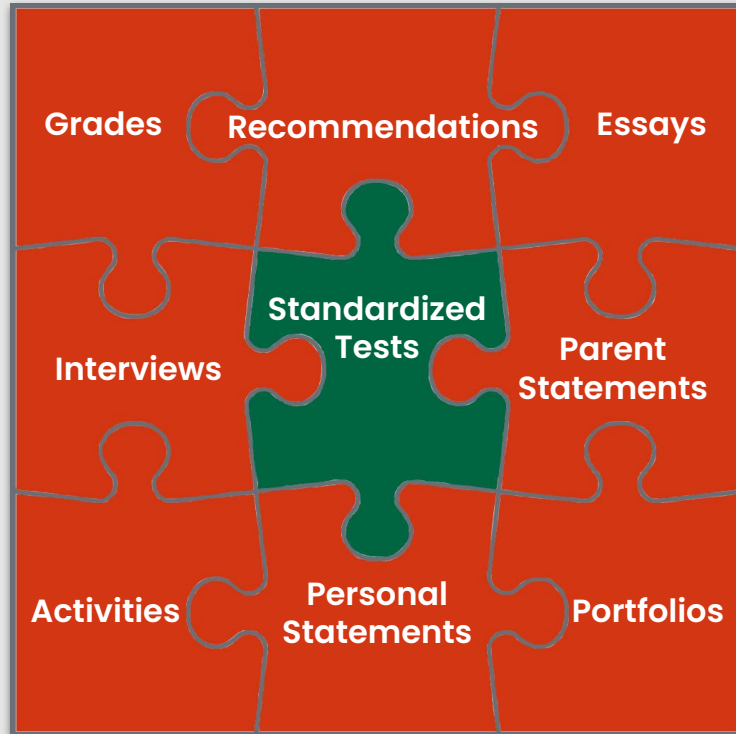 Grades
Recommendations
Essays
Interviews
Standardized
Tests
Parent
Statements
Activities
Personal
Statements
Portfolios